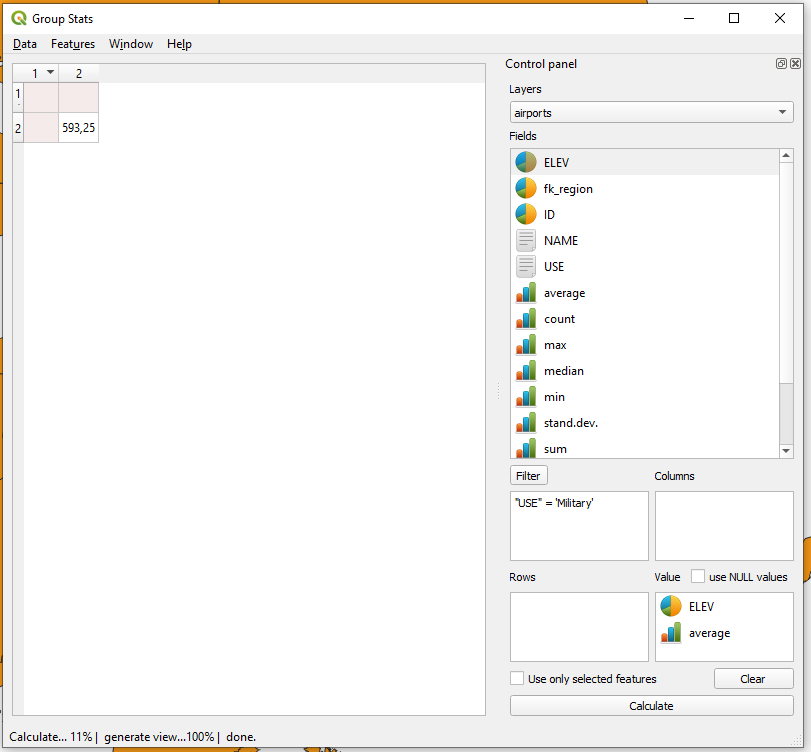 Group Stats
Data Features Window Help
1 2
1
2 593,25
Control panel
Layers
airports
Fields
ELEV
fk_region
ID
NAME
USE
average
count
max
median
min
stand.dev.
sum
Filter Columns
"USE" = 'Military'
Rows Value use NULL values
ELEV
average
Use only selected features Clear
Calculate
Calculate... 11% | generate view...100% | done.